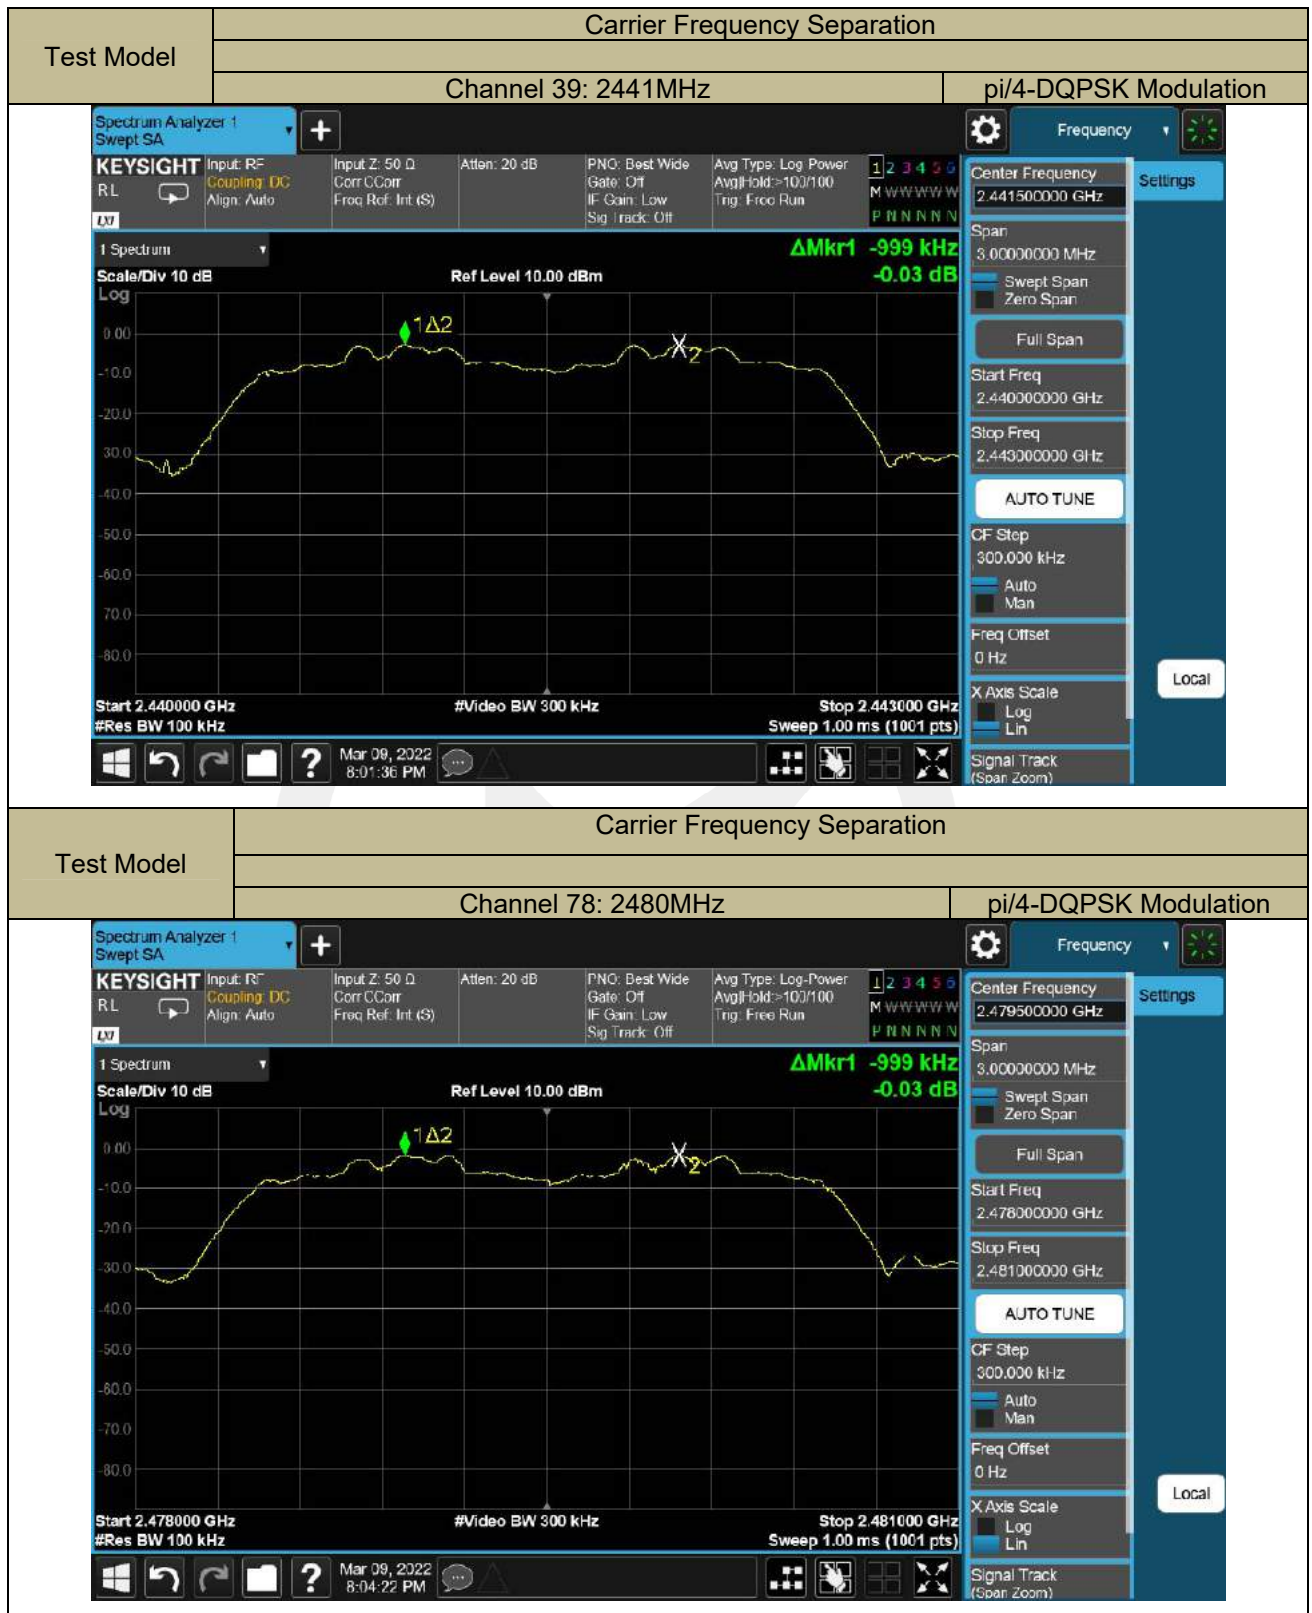 Test Model
Carrier Frequency Separation
Channel 39: 2441MHz
pi/4-DQPSK Modulation
Spectrum Analyzer 1
Swept SA
Frequency
KEYSIGHT
RL
LXI
Input: RF
Coupling: DC
Align: Auto
Input Z: 50 Ω
Corr CCorr
Freq Ref: Int (S)
Atten: 20 dB
PNO: Best Wide
Gate: Off
IF Gain: Low
Sig Track: Off
Avg Type: Log-Power
Avg|Hold:>100/100
Trig: Free Run
1 2 3 4 5 6
M W W W W W
P N N N N N
Center Frequency
2.441500000 GHz
Settings
1 Spectrum
ΔMkr1 -999 kHz
Scale/Div 10 dB
Ref Level 10.00 dBm
-0.03 dB
Log
1Δ2
2
0.00
-10.0
-20.0
-30.0
-40.0
-50.0
-60.0
-70.0
-80.0
Start 2.440000 GHz
#Video BW 300 kHz
Stop 2.443000 GHz
#Res BW 100 kHz
Sweep 1.00 ms (1001 pts)
Span
3.00000000 MHz
Swept Span
Zero Span
Full Span
Start Freq
2.440000000 GHz
Stop Freq
2.443000000 GHz
AUTO TUNE
CF Step
300.000 kHz
Auto
Man
Freq Offset
0 Hz
X Axis Scale
Log
Lin
Signal Track
(Span Zoom)
Local
?
Mar 09, 2022
8:01:36 PM
Test Model
Carrier Frequency Separation
Channel 78: 2480MHz
pi/4-DQPSK Modulation
Spectrum Analyzer 1
Swept SA
Frequency
KEYSIGHT
RL
LXI
Input: RF
Coupling: DC
Align: Auto
Input Z: 50 Ω
Corr CCorr
Freq Ref: Int (S)
Atten: 20 dB
PNO: Best Wide
Gate: Off
IF Gain: Low
Sig Track: Off
Avg Type: Log-Power
Avg|Hold:>100/100
Trig: Free Run
1 2 3 4 5 6
M W W W W W
P N N N N N
Center Frequency
2.479500000 GHz
Settings
1 Spectrum
ΔMkr1 -999 kHz
Scale/Div 10 dB
Ref Level 10.00 dBm
-0.03 dB
Log
1Δ2
2
0.00
-10.0
-20.0
-30.0
-40.0
-50.0
-60.0
-70.0
-80.0
Start 2.478000 GHz
#Video BW 300 kHz
Stop 2.481000 GHz
#Res BW 100 kHz
Sweep 1.00 ms (1001 pts)
Span
3.00000000 MHz
Swept Span
Zero Span
Full Span
Start Freq
2.478000000 GHz
Stop Freq
2.481000000 GHz
AUTO TUNE
CF Step
300.000 kHz
Auto
Man
Freq Offset
0 Hz
X Axis Scale
Log
Lin
Signal Track
(Span Zoom)
Local
?
Mar 09, 2022
8:04:22 PM